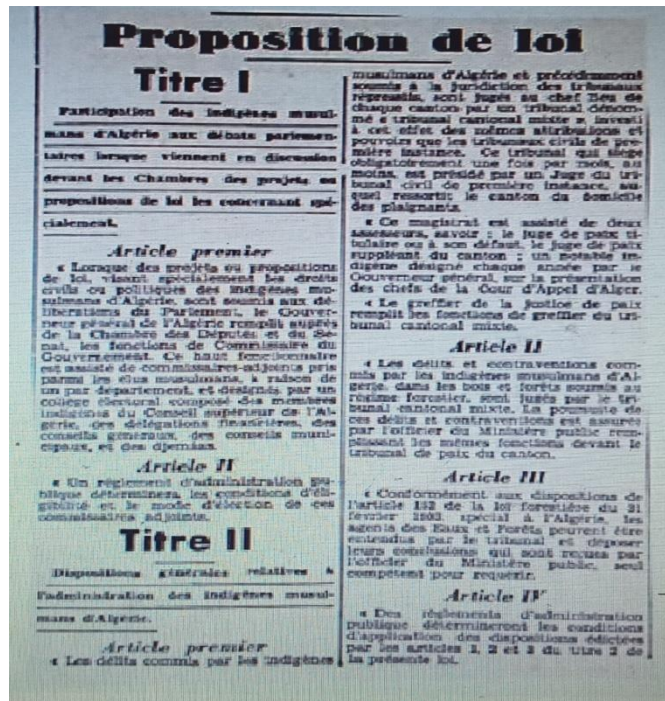 Proposition de loi
Titre I
Participation des indigènes musul-
mans d'Algérie aux débats parlemen-
taires lorsque viennent en discussion
devant les Chambres des projets ou
propositions de loi les concernant spé-
cialement.
Article premier
« Lorsque des projets ou propositions
de loi, visant spécialement les droits
civils ou politiques des indigènes mu-
sulmans d'Algérie, sont soumis aux dé-
libérations du Parlement, le Gouver-
neur général de l'Algérie remplit auprès
de la Chambre des Députés et du Sé-
nat, les fonctions de Commissaire du
Gouvernement. Ce haut fonctionnaire
est assisté de commissaires-adjoints pris
parmi les élus musulmans, à raison de
un par département, et désignés par un
collège électoral composé des membres
indigènes du Conseil supérieur de l'Al-
gérie, des délégations financières, des
conseils généraux, des conseils muni-
cipaux, et des djemâas.
Article II
« Un règlement d'administration pu-
blique déterminera les conditions d'éli-
gibilité et le mode d'élection de ces
commissaires adjoints.
Titre II
Dispositions générales relatives à
l'administration des indigènes musul-
mans d'Algérie.
Article premier
« Les délits commis par les indigènes
musulmans d'Algérie et précédemment
soumis à la juridiction des tribunaux
répressifs, sont jugés au chef lieu de
chaque canton par un tribunal dénom-
mé « tribunal cantonal mixte » investi
à cet effet des mêmes attributions et
pouvoirs que les tribunaux civils de pre-
mière instance. Ce tribunal qui siège
obligatoirement une fois par mois, au
moins, est présidé par un Juge du tri-
bunal civil de première instance, au-
quel ressortit le canton du domicile
des plaignants.
« Ce magistrat est assisté de deux
assesseurs, savoir : le juge de paix ti-
tulaire ou à son défaut, le juge de paix
suppléant du canton ; un notable in-
digène désigné chaque année par le
Gouverneur général, sur la présentation
des chefs de la Cour d'Appel d'Alger.
« Le greffier de la justice de paix
remplit les fonctions de greffier du tri-
bunal cantonal mixte.
Article II
« Les délits et contraventions com-
mis par les indigènes musulmans d'Al-
gérie, dans les bois et forêts soumis au
régime forestier, sont jugés par le tri-
bunal cantonal mixte. La poursuite de
ces délits et contraventions est assurée
par l'officier du Ministère public rem-
plissant les mêmes fonctions devant le
tribunal de paix du canton.
Article III
« Conformément aux dispositions de
l'article 152 de la loi forestière du 21
février 1903, spécial à l'Algérie, les
agents des Eaux et Forêts peuvent être
entendus par le tribunal et déposer
leurs conclusions qui sont reçues par
l'officier du Ministère public, seul
compétent pour requérir.
Article IV
« Des règlements d'administration
publique détermineront les conditions
d'application des dispositions édictées
par les articles 1, 2 et 3 du titre 2 de
la présente loi.